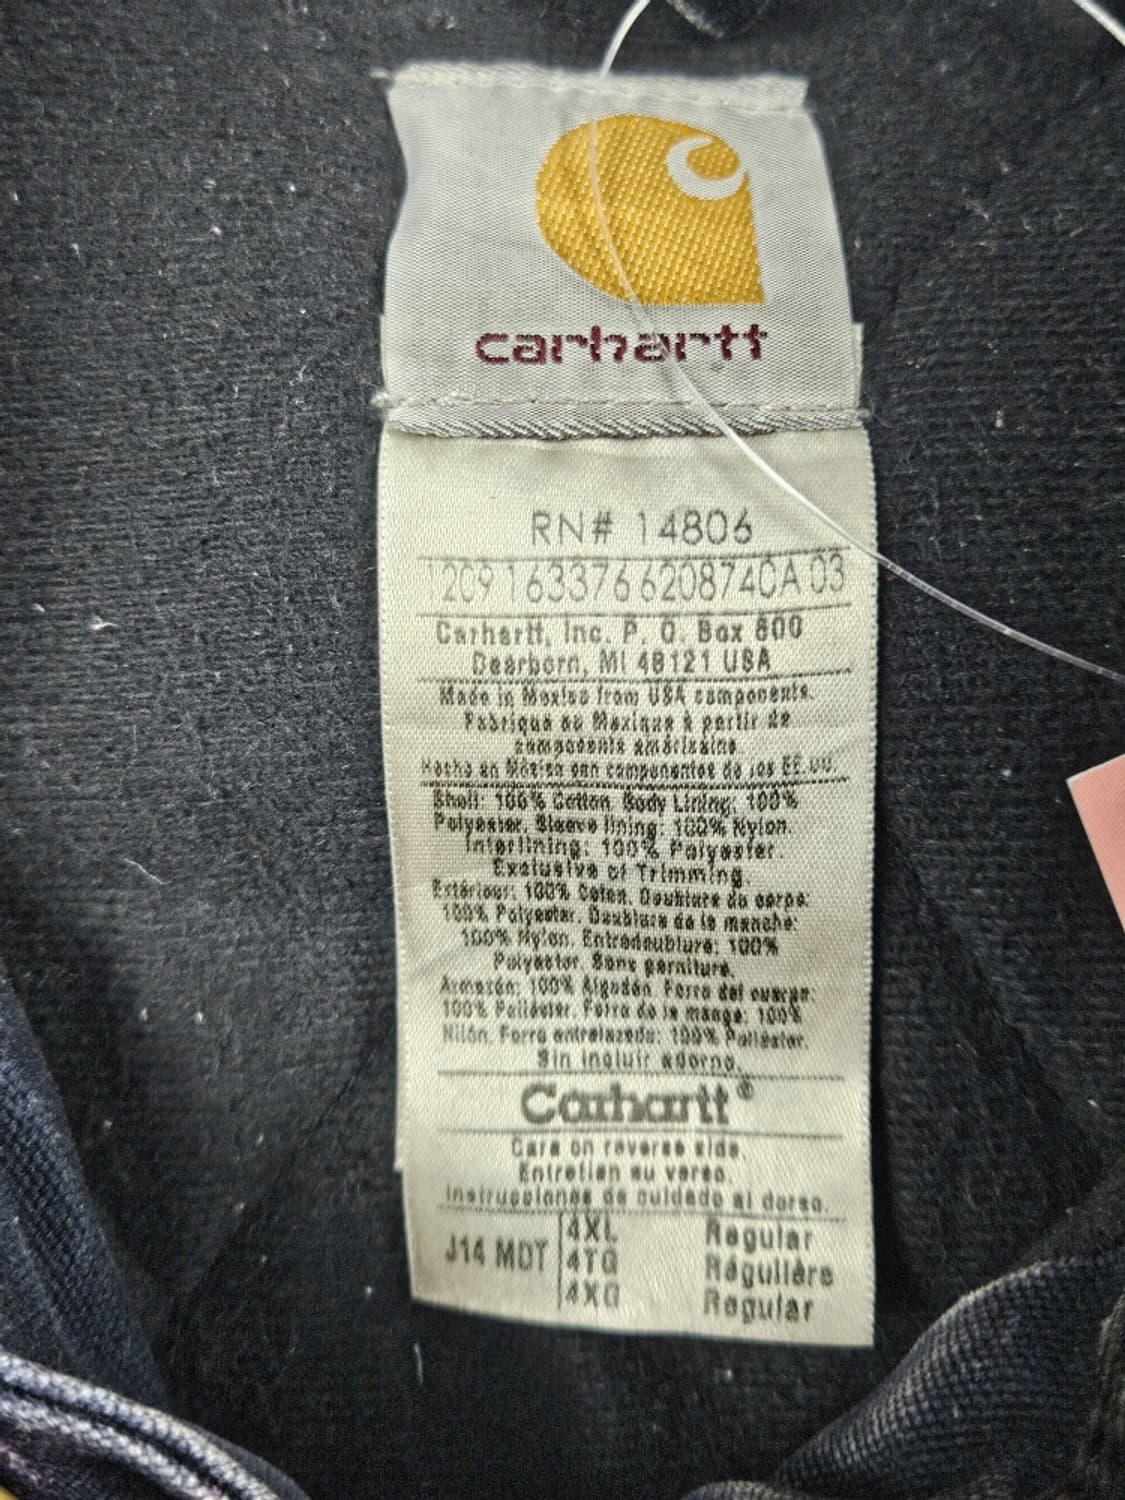 carhartt
RN# 14806
1209 1633766208740A 03
Carhartt, Inc. P. O. Box 600
Dearborn, MI 48121 USA
Made in Mexico from USA components.
Fabriqué au Mexique à partir de
composants américains.
Hecho en México con componentes de los EE.UU.
Shell: 100% Cotton. Body Lining: 100%
Polyester. Sleeve lining: 100% Nylon.
Interlining: 100% Polyester.
Exclusive of Trimming.
Extérieur: 100% Coton. Doublure du corps:
100% Polyester. Doublure de la manche:
100% Nylon. Entredoublure: 100%
Polyester. Sans garniture.
Armazón: 100% Algodón. Forro del cuerpo:
100% Poliéster. Forro de la manga: 100%
Nilón. Forro entrelazado: 100% Poliéster.
Sin incluir adorno.
Carhartt®
Care on reverse side.
Entretien au verso.
Instrucciones de cuidado al dorso.
4XL Regular
J14 MDT 4TG Régulière
4XG Regular